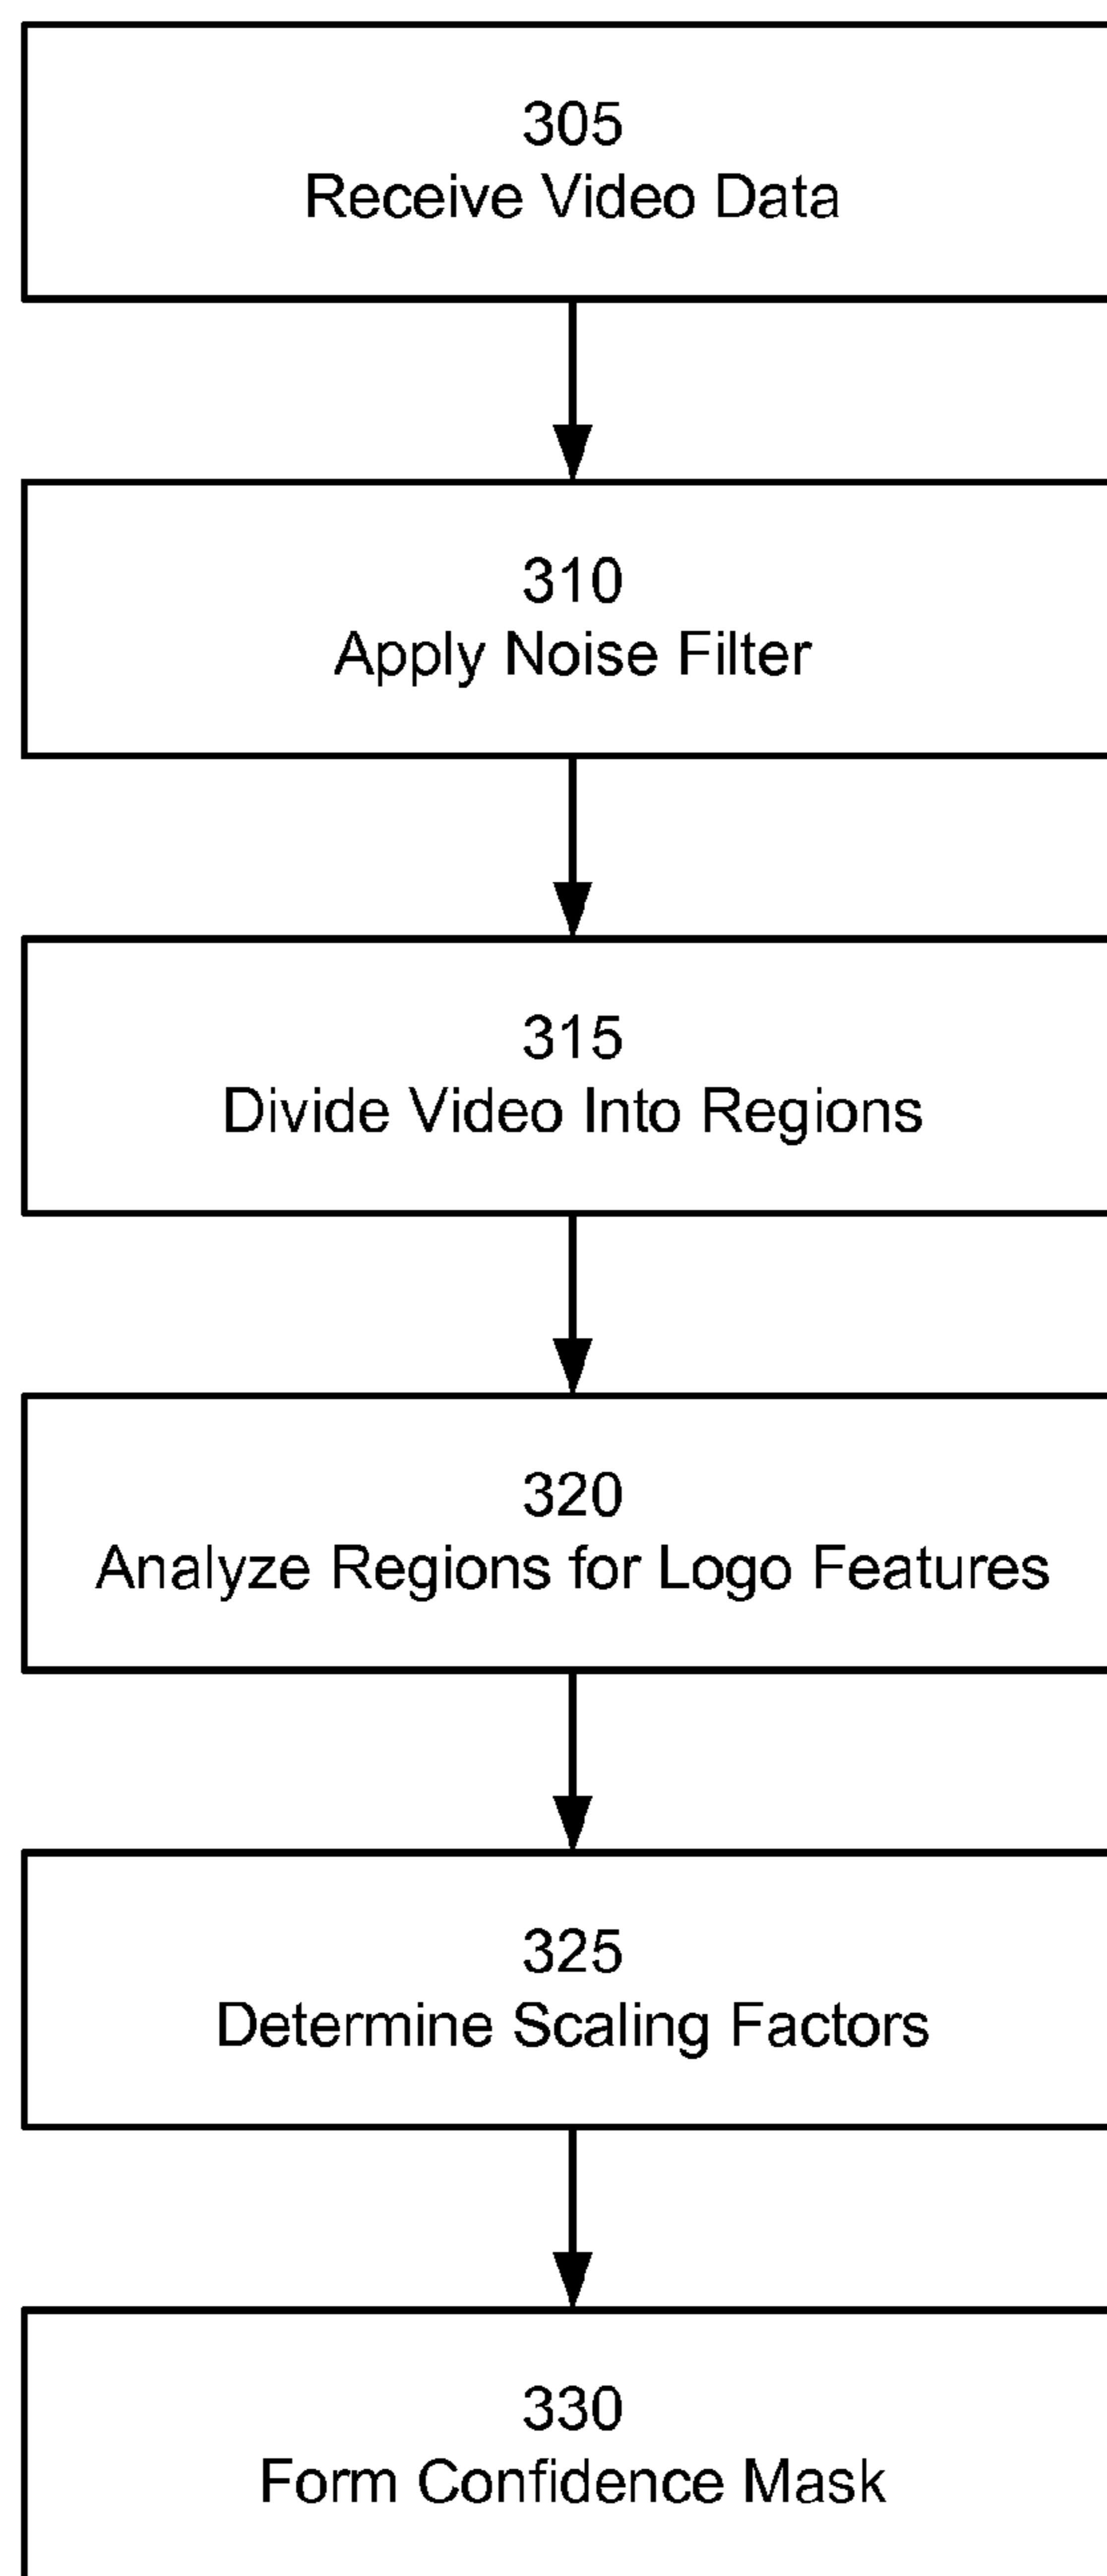 305
Receive Video Data
310
Apply Noise Filter
315
Divide Video Into Regions
320
Analyze Regions for Logo Features
325
Determine Scaling Factors
330
Form Confidence Mask